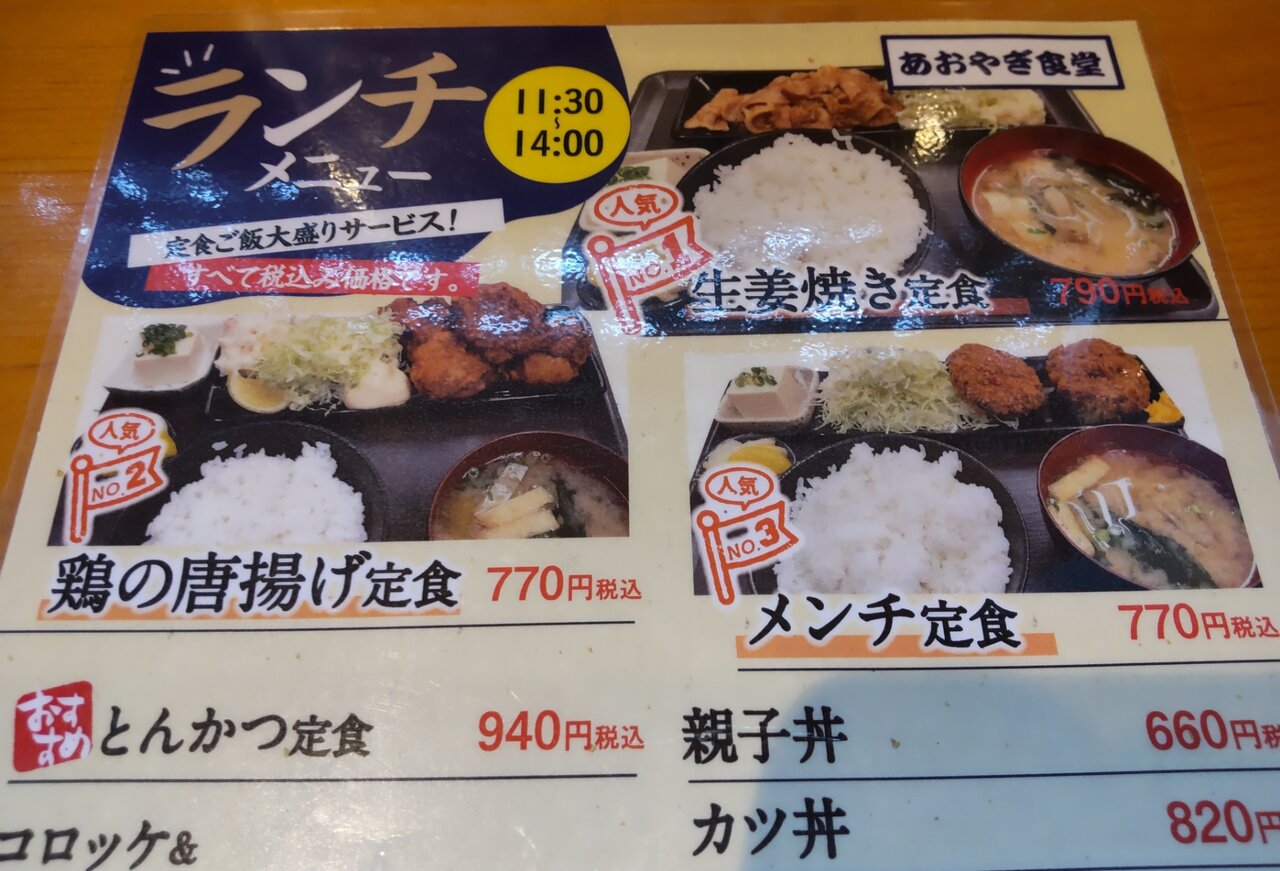 ランチ
メニュー
11:30
~
14:00
あおやぎ食堂
定食ご飯大盛りサービス!
すべて税込み価格です。
人気
NO.1
生姜焼き定食 790円税込
人気
NO.2
鶏の唐揚げ定食 770円税込
人気
NO.3
メンチ定食 770円税込
おすすめ
とんかつ定食 940円税込
親子丼 660円税
カツ丼 820円
コロッケ&